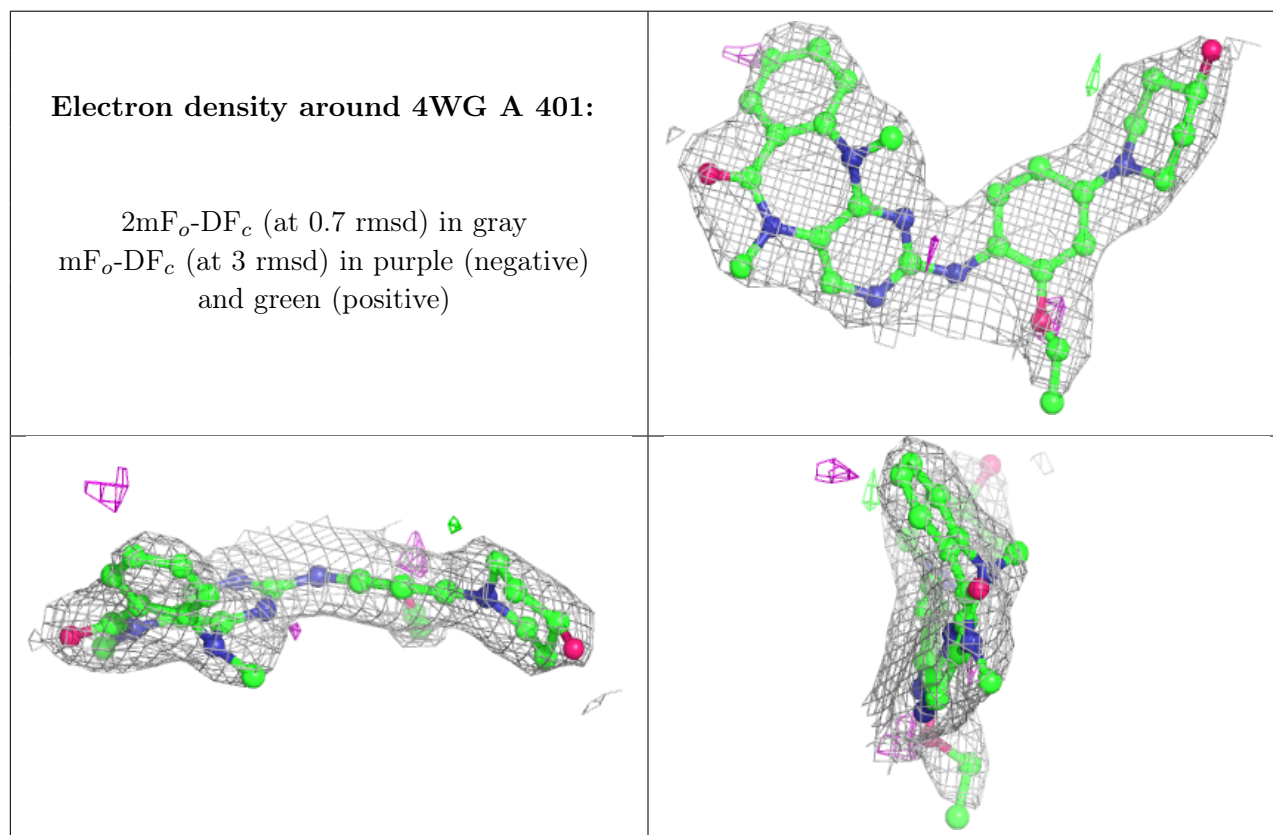 Electron density around 4WG A 401:
2mFo-DFc (at 0.7 rmsd) in gray
mFo-DFc (at 3 rmsd) in purple (negative)
and green (positive)